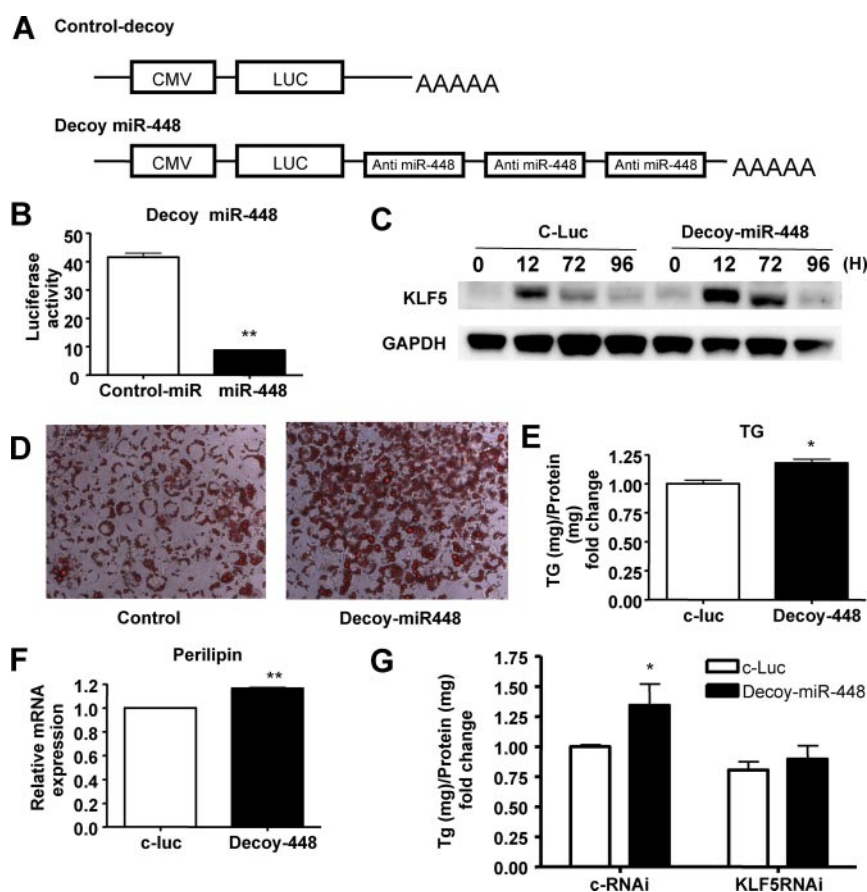 A
Control-decoy
CMV
LUC
AAAAA
Decoy miR-448
CMV
LUC
Anti miR-448
Anti miR-448
Anti miR-448
AAAAA
B
Decoy miR-448
Luciferase
activity
50
40
30
20
10
0
Control-miR
miR-448
**
C
C-Luc
Decoy-miR-448
0 12 72 96 0 12 72 96 (H)
KLF5
GAPDH
D
Control
Decoy-miR448
E
TG
TG (mg)/Protein
(mg)
fold change
1.25
1.00
0.75
0.50
0.25
0.00
c-luc
Decoy-448
*
F
Perilipin
Relative mRNA
expression
1.2
1.0
0.8
0.6
0.4
0.2
0.0
c-luc
Decoy-448
**
G
Tg (mg)/Protein (mg)
fold change
1.75
1.50
1.25
1.00
0.75
0.50
0.25
0.00
*
c-Luc
Decoy-miR-448
c-RNAi
KLF5RNAi